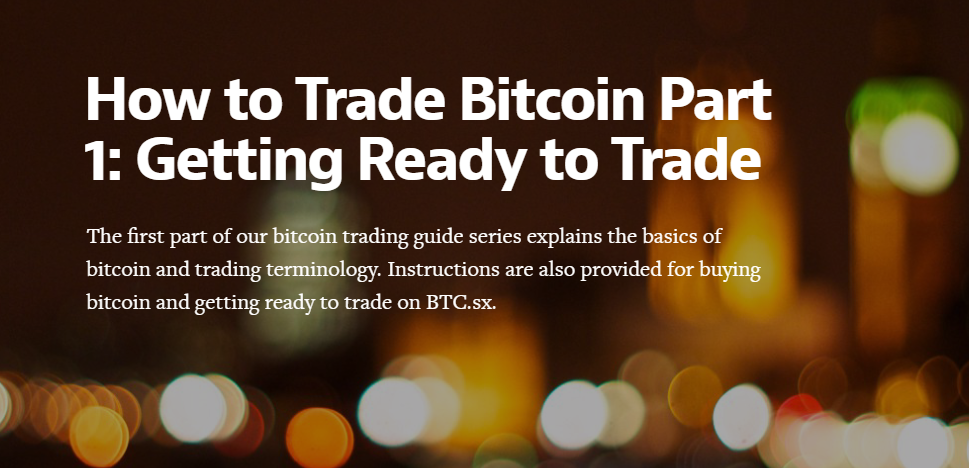 How to Trade Bitcoin Part
1: Getting Ready to Trade
The first part of our bitcoin trading guide series explains the basics of
bitcoin and trading terminology. Instructions are also provided for buying
bitcoin and getting ready to trade on BTC.sx.